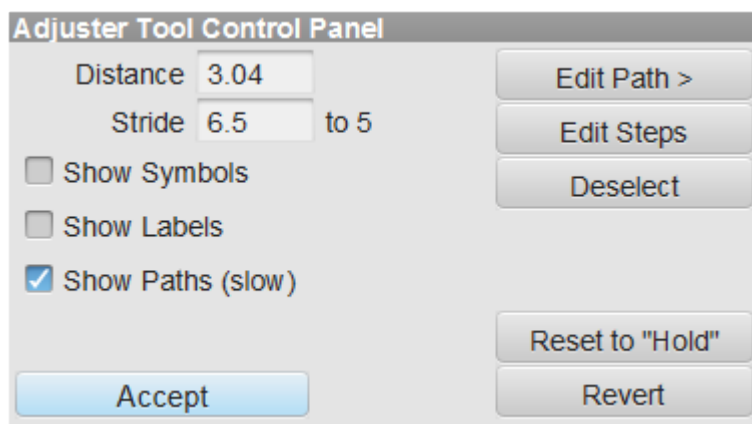 Adjuster Tool Control Panel
Distance 3.04
Edit Path >
Stride 6.5 to 5
Edit Steps
Show Symbols
Deselect
Show Labels
Show Paths (slow)
Reset to "Hold"
Accept
Revert